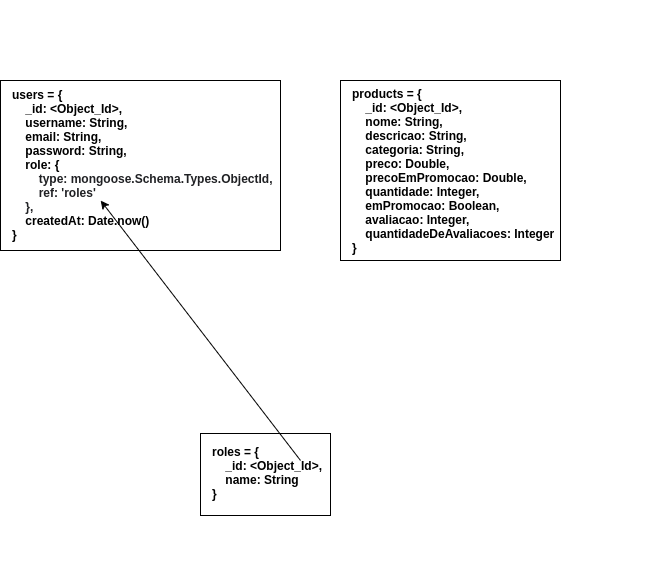 users = {
_id: <Object_Id>,
username: String,
email: String,
password: String,
role: {
type: mongoose.Schema.Types.ObjectId,
ref: 'roles'
},
createdAt: Date.now()
}
products = {
_id: <Object_Id>,
nome: String,
descricao: String,
categoria: String,
preco: Double,
precoEmPromocao: Double,
quantidade: Integer,
emPromocao: Boolean,
avaliacao: Integer,
quantidadeDeAvaliacoes: Integer
}
roles = {
_id: <Object_Id>,
name: String
}